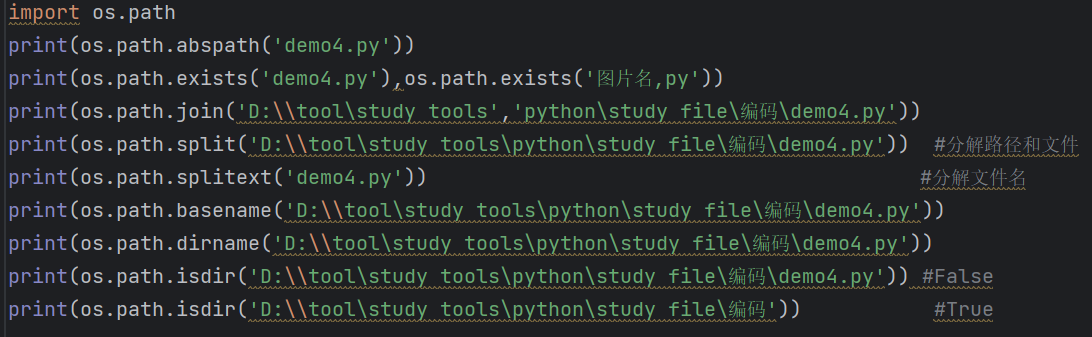 import os.path
print(os.path.abspath('demo4.py'))
print(os.path.exists('demo4.py'),os.path.exists('图片名,py'))
print(os.path.join('D:\\tool\study tools','python\study file\编码\demo4.py'))
print(os.path.split('D:\\tool\study tools\python\study file\编码\demo4.py'))  #分解路径和文件
print(os.path.splitext('demo4.py'))                                         #分解文件名
print(os.path.basename('D:\\tool\study tools\python\study file\编码\demo4.py'))
print(os.path.dirname('D:\\tool\study tools\python\study file\编码\demo4.py'))
print(os.path.isdir('D:\\tool\study tools\python\study file\编码\demo4.py')) #False
print(os.path.isdir('D:\\tool\study tools\python\study file\编码'))           #True